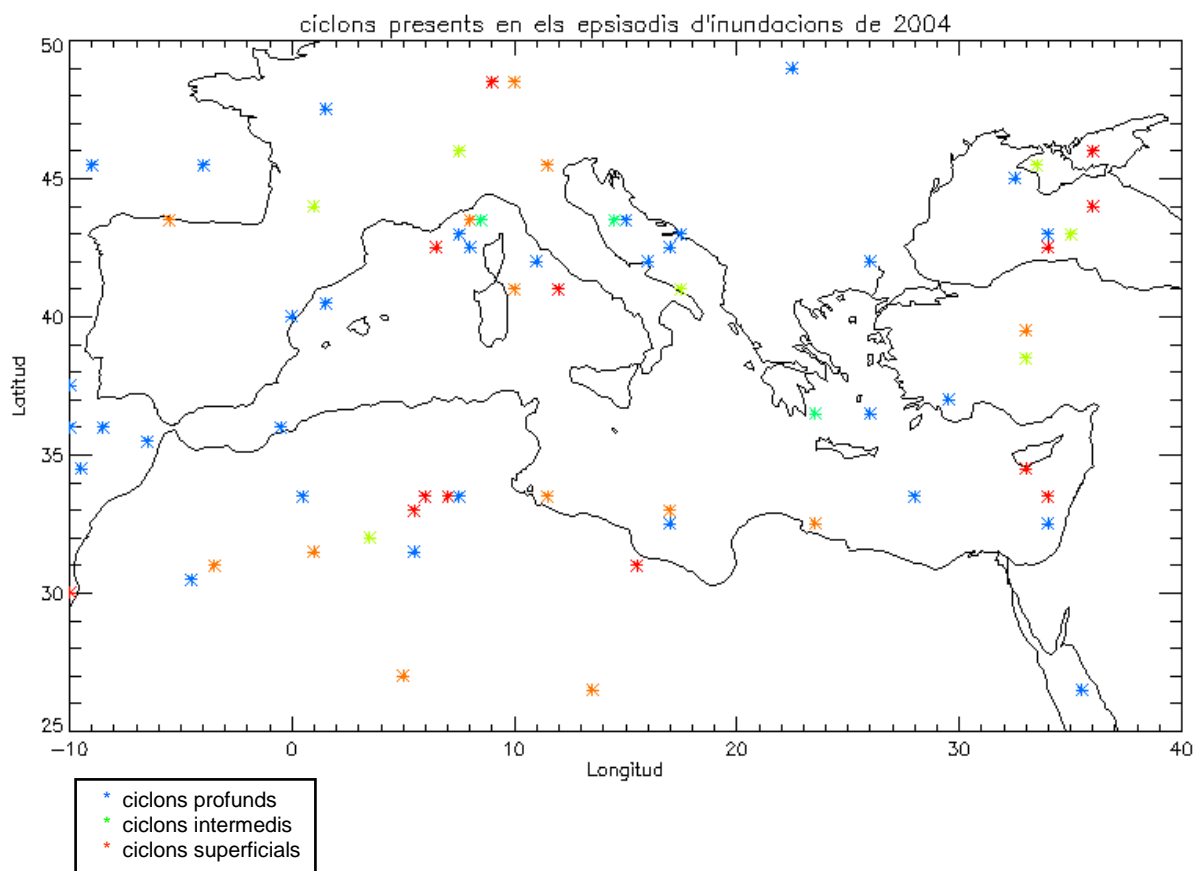 ciclons presents en els epsisodis d'inundacions de 2004
50
45
40
35
30
25
Latitud
−10
0
10
20
30
40
Longitud
* ciclons profunds
* ciclons intermedis
* ciclons superficials